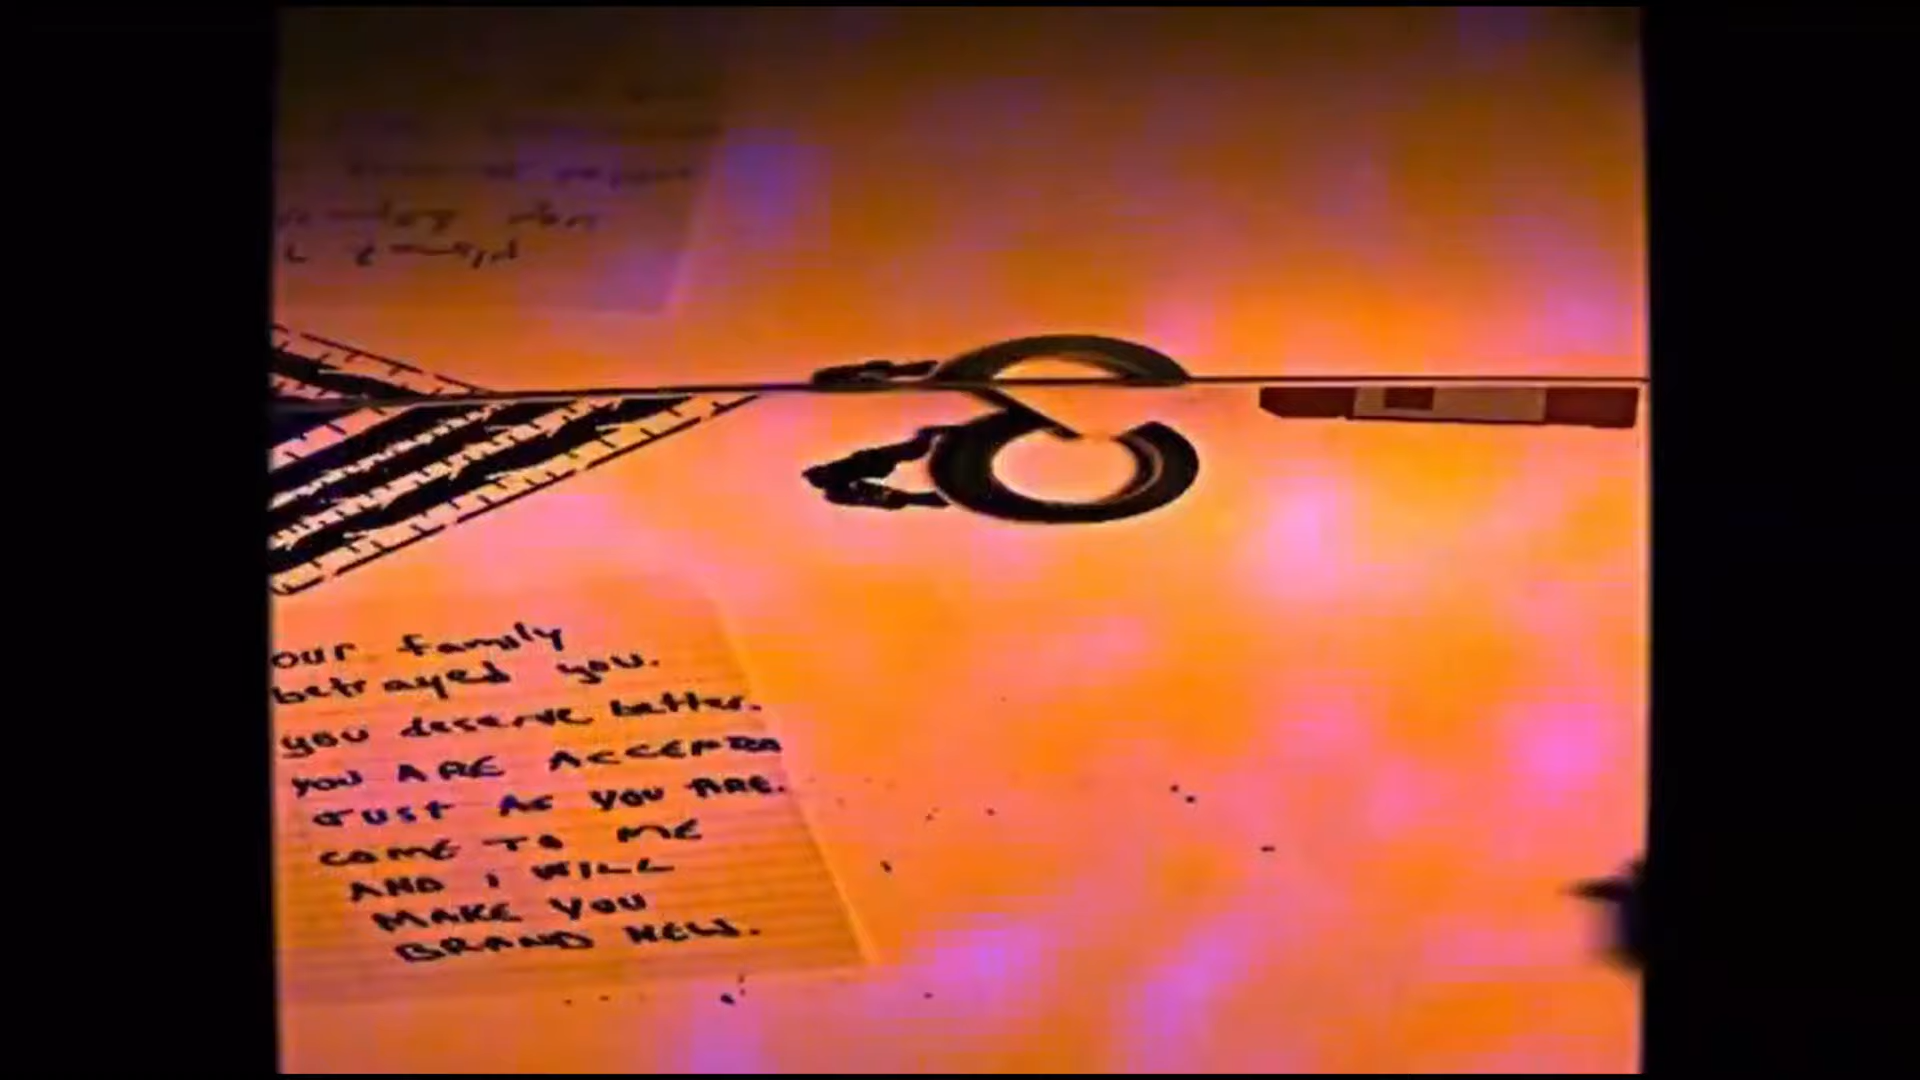 our family
betrayed you.
you deserve better.
you ARE ACCEPTED
JUST AS YOU ARE.
COME TO ME
AND i WILL
MAKE YOU
BRAND NEW.